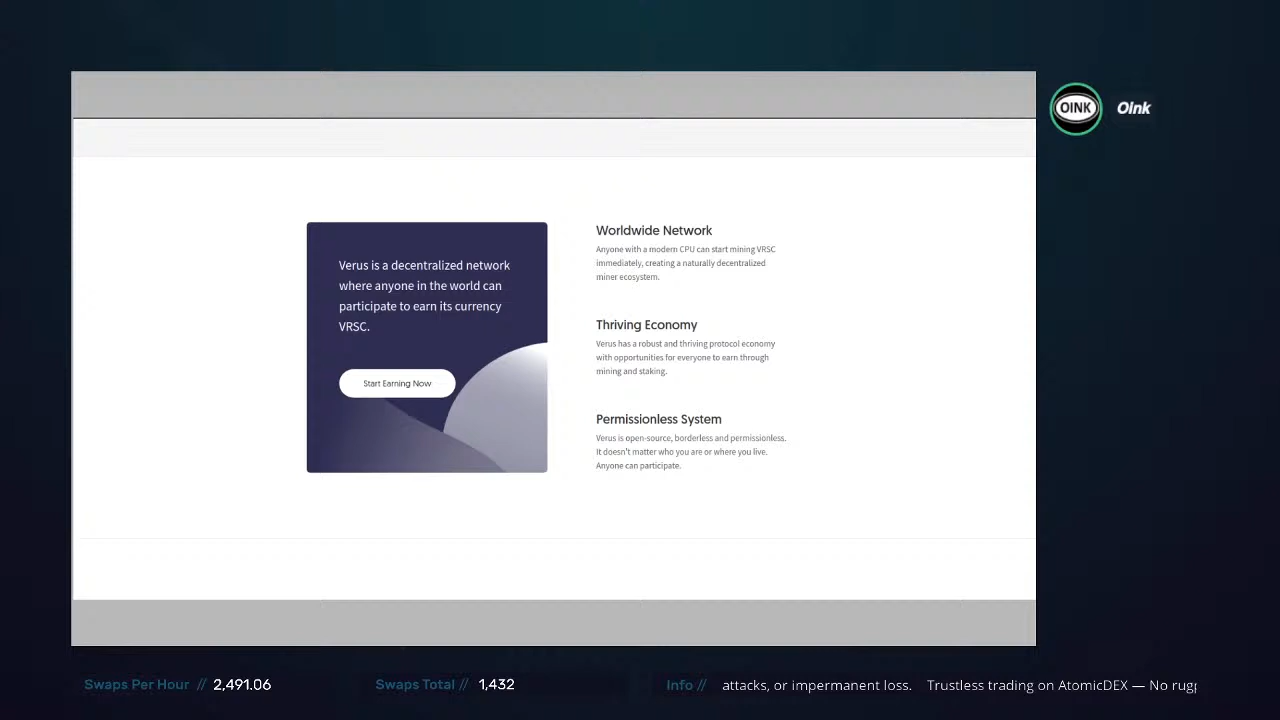 OINK
Oink
Verus is a decentralized network
where anyone in the world can
participate to earn its currency
VRSC.
Start Earning Now
Worldwide Network
Anyone with a modern CPU can start mining VRSC
immediately, creating a naturally decentralized
miner ecosystem.
Thriving Economy
Verus has a robust and thriving protocol economy
with opportunities for everyone to earn through
mining and staking.
Permissionless System
Verus is open-source, borderless and permissionless.
It doesn't matter who you are or where you live.
Anyone can participate.
Swaps Per Hour // 2,491.06
Swaps Total // 1,432
Info // attacks, or impermanent loss. Trustless trading on AtomicDEX — No